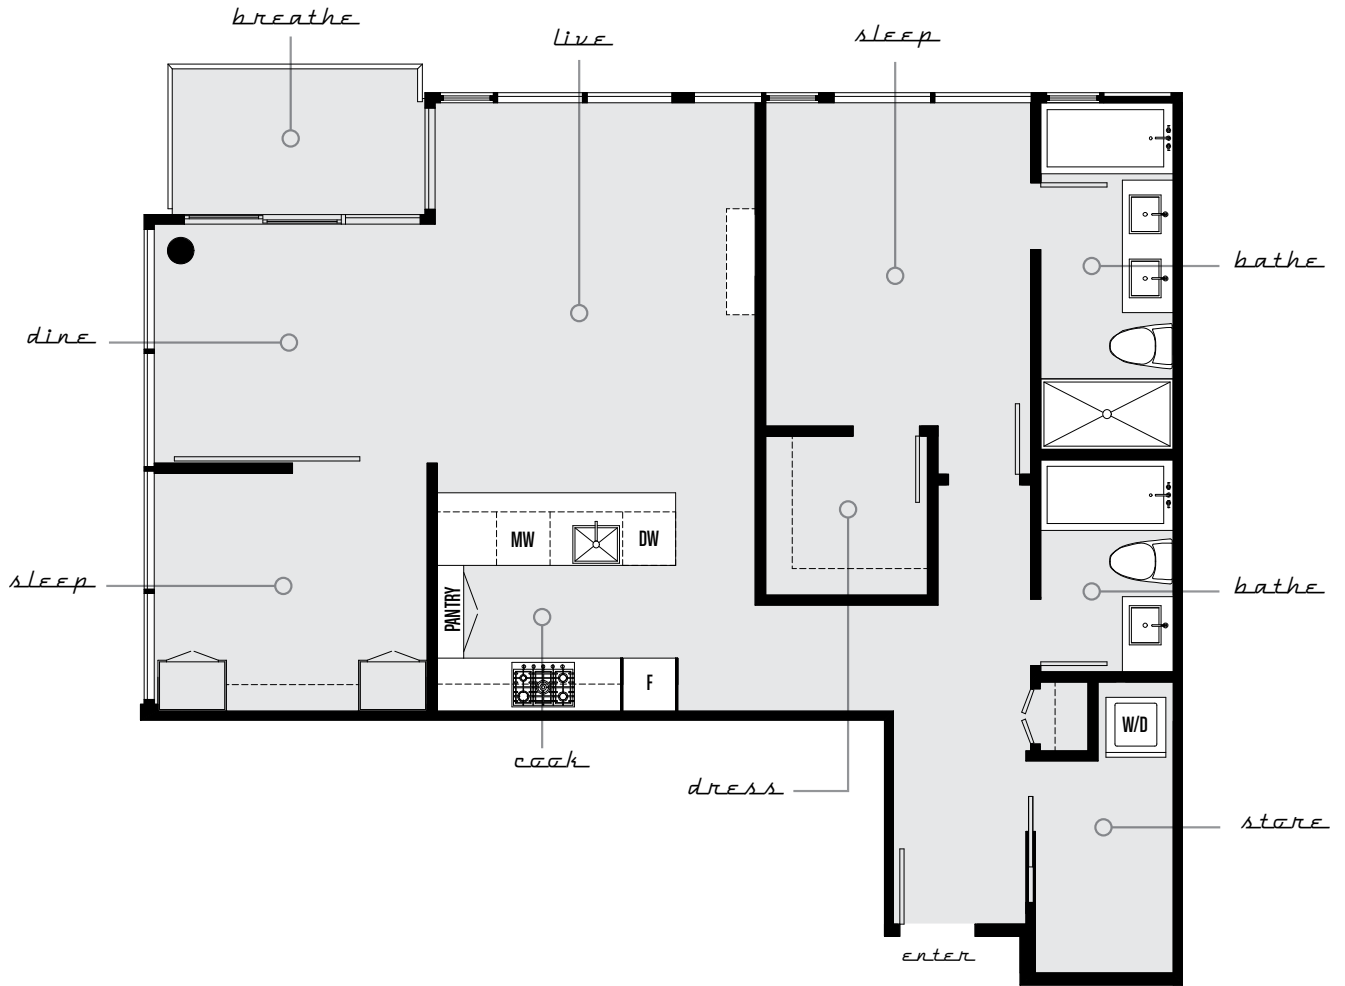 breathe
live
sleep
bathe
dine
MW
DW
sleep
bathe
PANTRY
F
W/D
cook
dress
store
enter